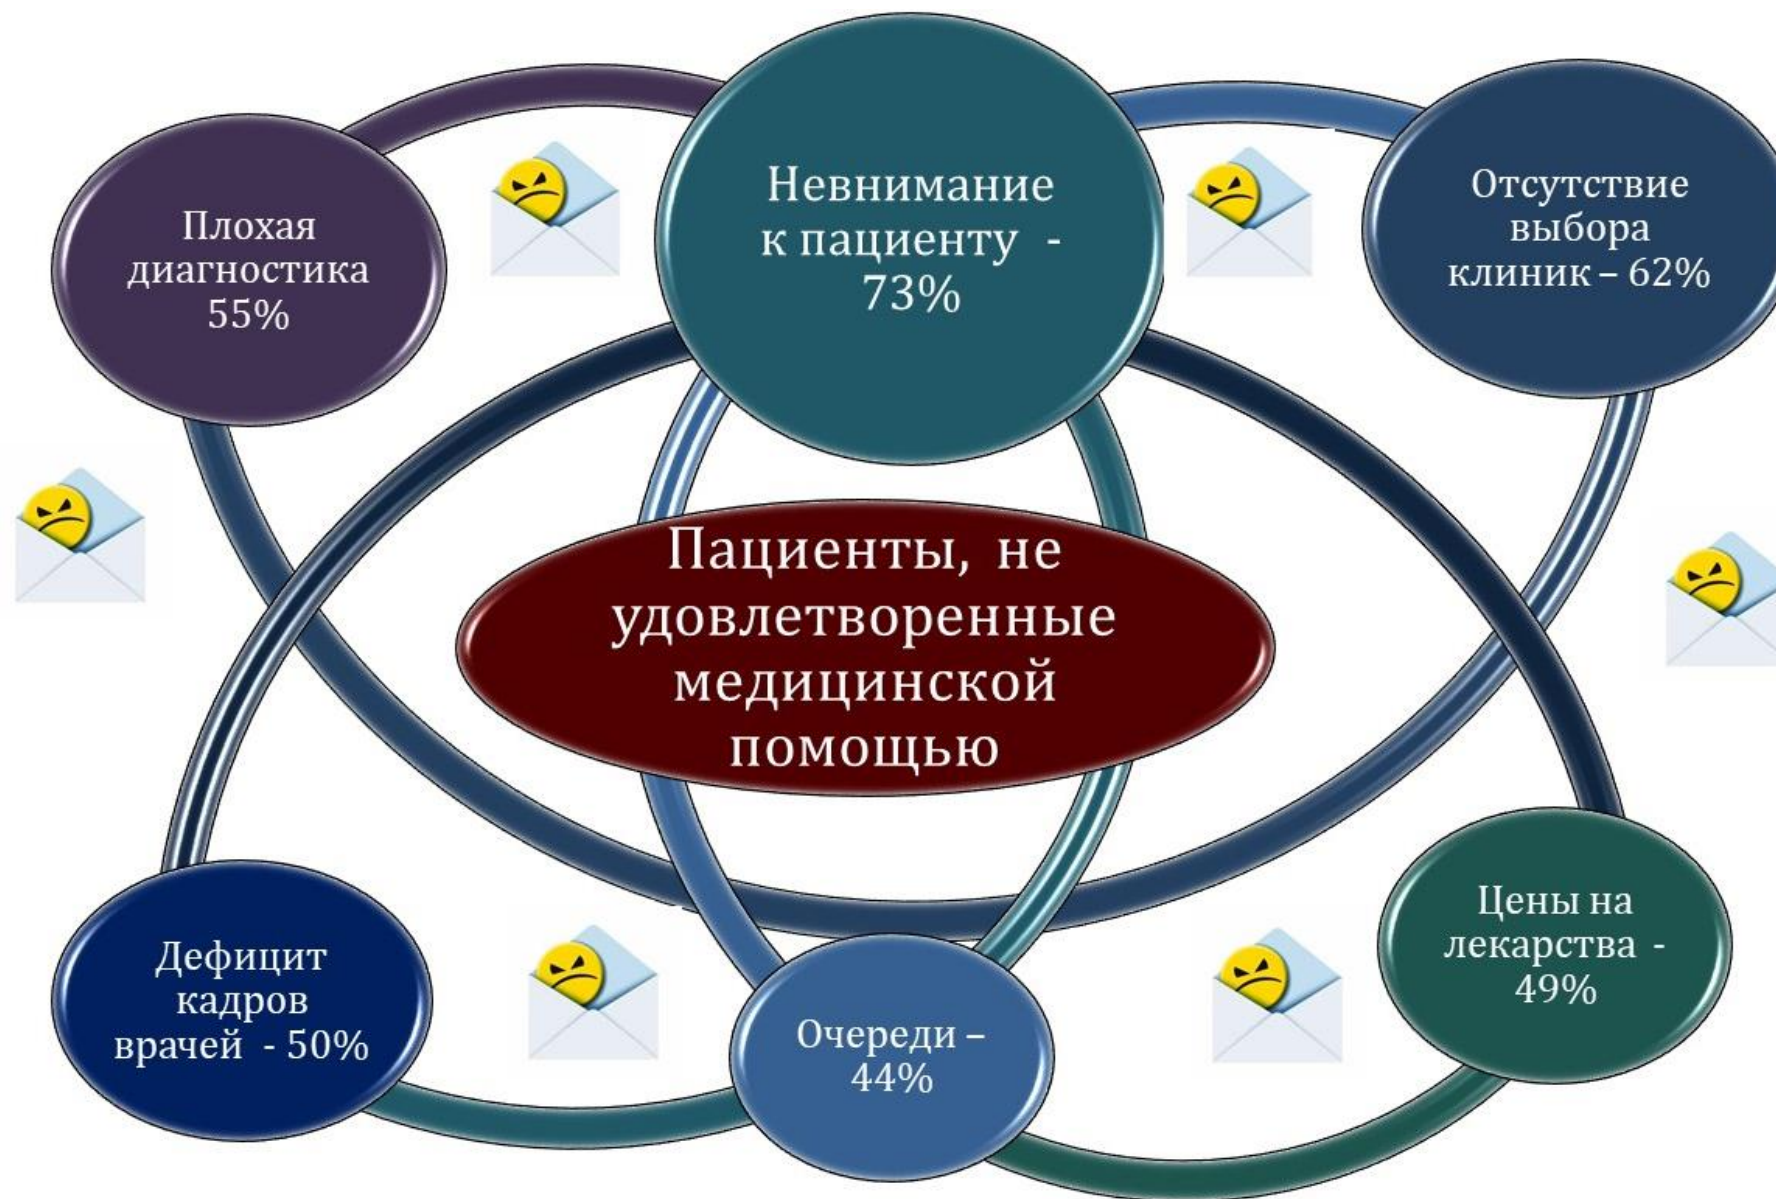 Невнимание
к пациенту -
73%
Отсутствие
выбора
клиник – 62%
Плохая
диагностика
55%
Пациенты, не
удовлетворенные
медицинской
помощью
Дефицит
кадров
врачей - 50%
Очереди –
44%
Цены на
лекарства -
49%